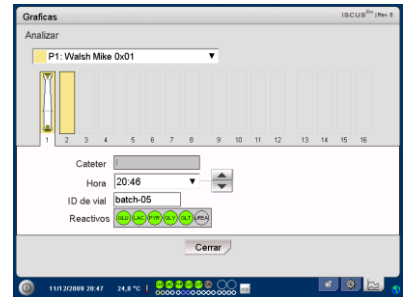 Graficas
ISCUSflex | Rev. E
Analizar
P1: Walsh Mike 0x01
1 2 3 4 5 6 7 8 9 10 11 12 13 14 15 16
Cateter
Hora 20:46
ID de vial batch-05
Reactivos GLU LAC PYR GLY GLT UREA
Cerrar
11/12/2009 20:47 24,8 °C